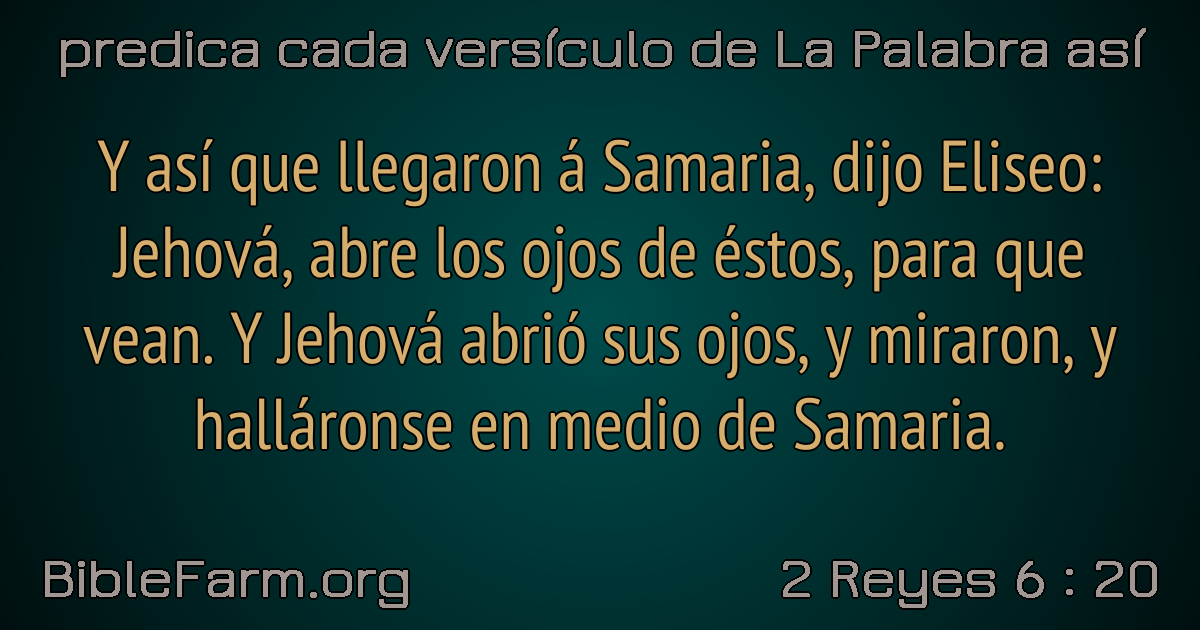 predica cada versículo de La Palabra así
Y así que llegaron á Samaria, dijo Eliseo:
Jehová, abre los ojos de éstos, para que
vean. Y Jehová abrió sus ojos, y miraron, y
halláronse en medio de Samaria.
BibleFarm.org
2 Reyes 6 : 20